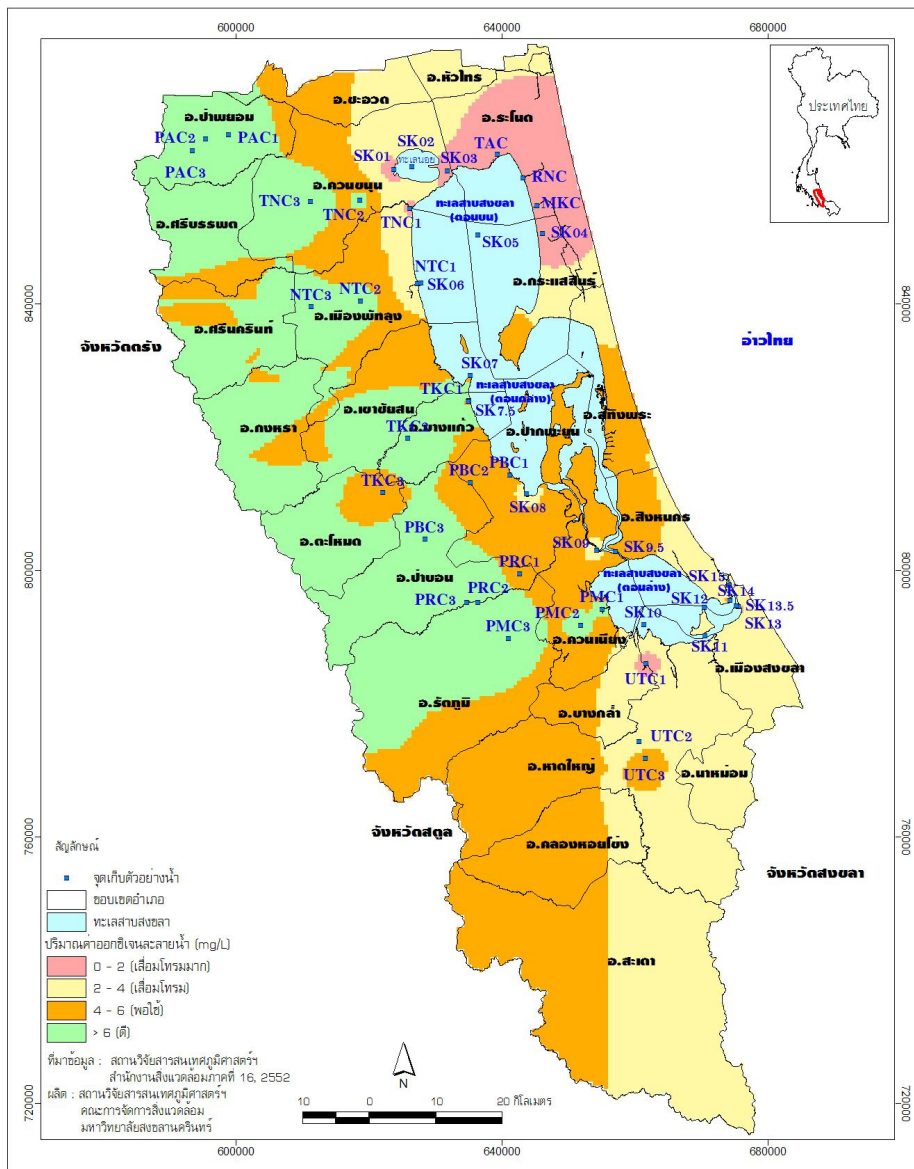 600000
640000
680000
ประเทศไทย
อ.หัวไทร
อ.ชะอวด
อ.ระโนด
อ.ป่าพยอม
PAC2
PAC1
PAC3
SK02
SK01
ทะเลน้อย
SK03
TAC
RNC
อ.ควนขนุน
TNC3
TNC2
TNC1
MKC
ทะเลสาบสงขลา
(ตอนบน)
SK04
SK05
อ.ศรีบรรพต
NTC1
SK06
อ.กระแสสินธุ์
NTC2
NTC3
อ.เมืองพัทลุง
840000
840000
อ.ศรีนครินทร์
จังหวัดตรัง
อ่าวไทย
SK07
TKC1
ทะเลสาบสงขลา
(ตอนกลาง)
SK7.5
อ.เขาชัยสน
อ.สทิงพระ
อ.กงหรา
อ.บางแก้ว
อ.ปากพะยูน
PBC1
PBC2
TKC3
SK08
อ.สิงหนคร
PBC3
อ.ตะโหมด
SK09
SK9.5
800000
800000
PRC1
อ.ป่าบอน
ทะเลสาบสงขลา
(ตอนล่าง)
SK15
SK14
PRC2
PRC3
PMC1
SK12
SK13.5
PMC2
SK10
SK13
PMC3
อ.ควนเนียง
SK11
อ.เมืองสงขลา
UTC1
อ.รัตภูมิ
อ.บางกล่ำ
UTC2
อ.หาดใหญ่
UTC3
อ.นาหม่อม
จังหวัดสตูล
อ.คลองหอยโข่ง
760000
760000
จังหวัดสงขลา
อ.สะเดา
สัญลักษณ์
จุดเก็บตัวอย่างน้ำ
ขอบเขตอำเภอ
ทะเลสาบสงขลา
ปริมาณค่าออกซิเจนละลายน้ำ (mg/L)
0 - 2 (เสื่อมโทรมมาก)
2 - 4 (เสื่อมโทรม)
4 - 6 (พอใช้)
> 6 (ดี)
ที่มาข้อมูล : สถานวิจัยสารสนเทศภูมิศาสตร์ฯ
สำนักงานสิ่งแวดล้อมภาคที่ 16, 2552
ผลิต : สถานวิจัยสารสนเทศภูมิศาสตร์ฯ
คณะการจัดการสิ่งแวดล้อม
มหาวิทยาลัยสงขลานครินทร์
N
10 0 10 20 กิโลเมตร
720000
720000
600000
640000
680000